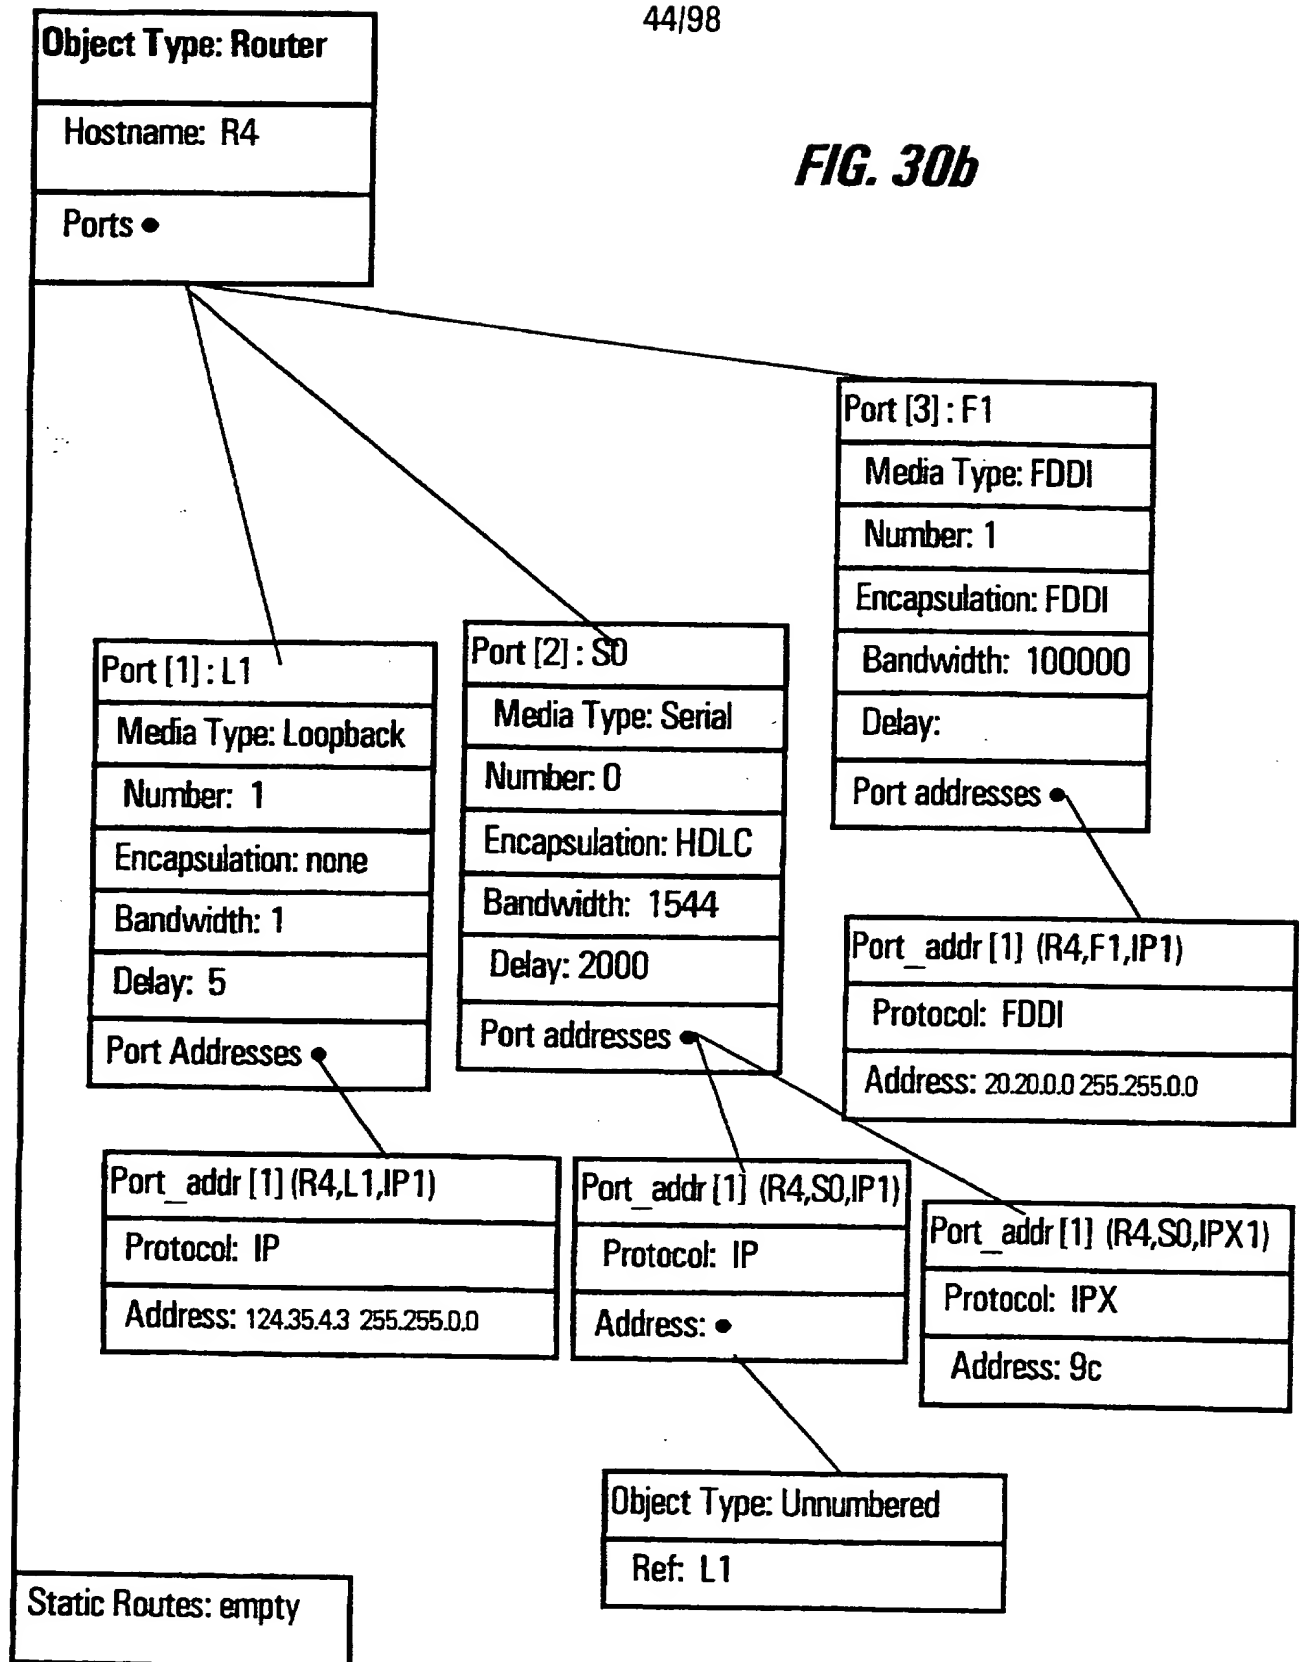 44/98
Object Type: Router
Hostname: R4
Ports
FIG. 30b
Port [3] : F1
Media Type: FDDI
Number: 1
Encapsulation: FDDI
Bandwidth: 100000
Delay:
Port addresses
Port [1] : L1
Media Type: Loopback
Number: 1
Encapsulation: none
Bandwidth: 1
Delay: 5
Port Addresses
Port [2] : S0
Media Type: Serial
Number: 0
Encapsulation: HDLC
Bandwidth: 1544
Delay: 2000
Port addresses
Port_addr [1] (R4,F1,IP1)
Protocol: FDDI
Address: 20.20.0.0 255.255.0.0
Port_addr [1] (R4,L1,IP1)
Protocol: IP
Address: 124.35.4.3 255.255.0.0
Port_addr [1] (R4,S0,IP1)
Protocol: IP
Address:
Port_addr [1] (R4,S0,IPX1)
Protocol: IPX
Address: 9c
Object Type: Unnumbered
Ref: L1
Static Routes: empty